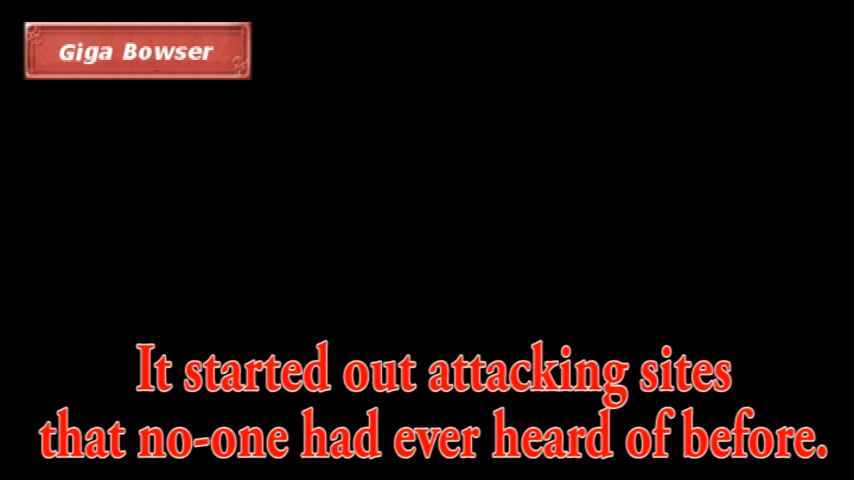 Giga Bowser
It started out attacking sites
that no-one had ever heard of before.